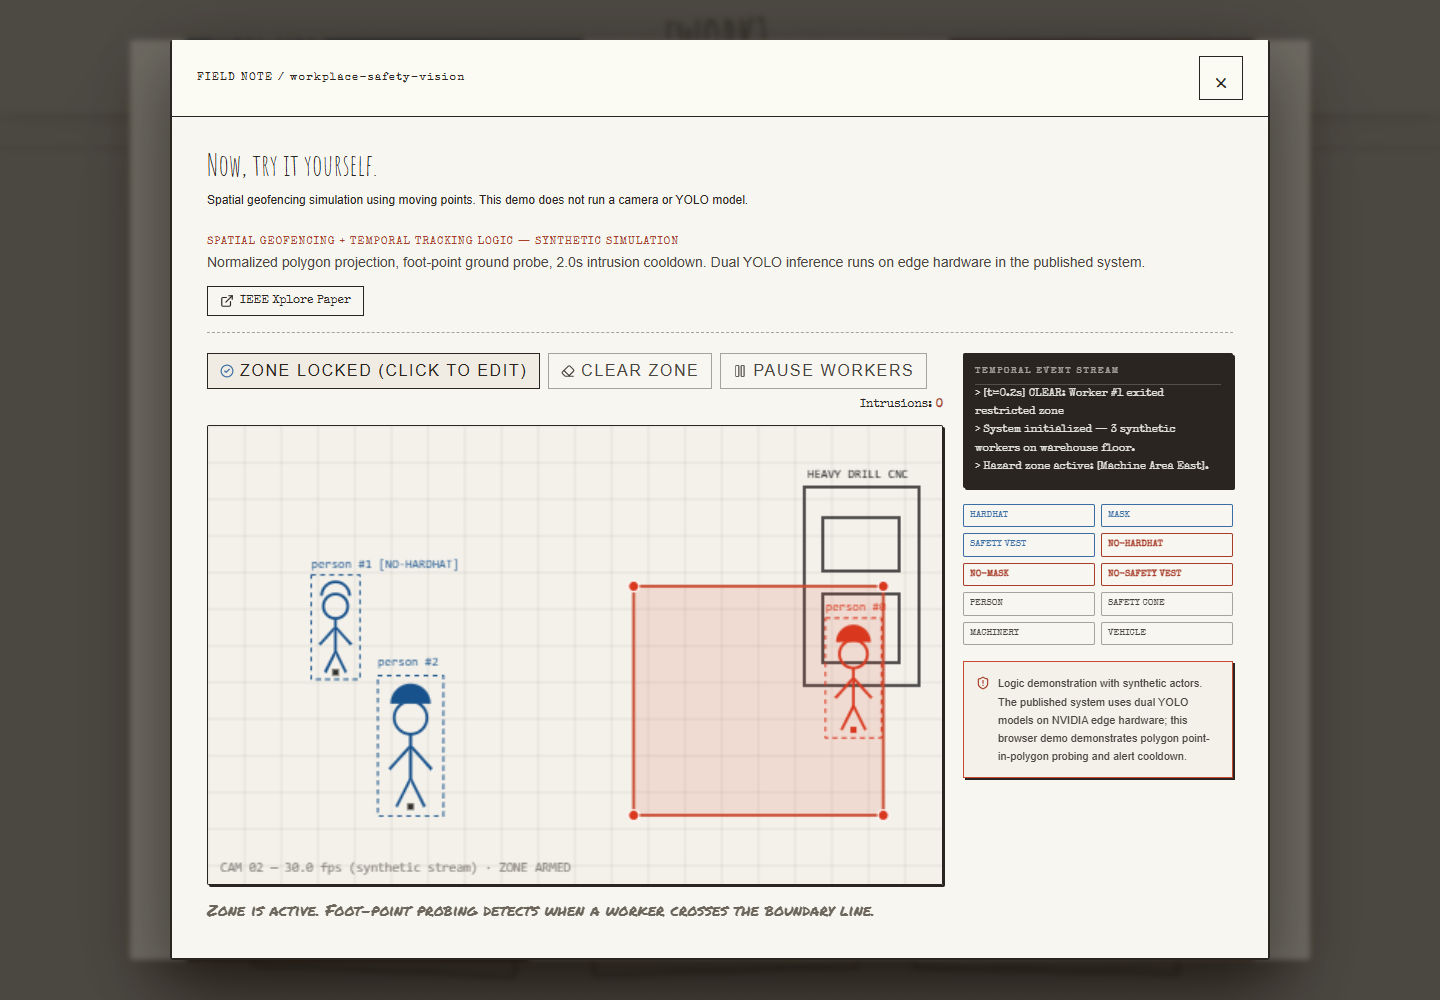 FIELD NOTE / workplace-safety-vision
×
Now, try it yourself.
Spatial geofencing simulation using moving points. This demo does not run a camera or YOLO model.
SPATIAL GEOFENCING + TEMPORAL TRACKING LOGIC — SYNTHETIC SIMULATION
Normalized polygon projection, foot-point ground probe, 2.0s intrusion cooldown. Dual YOLO inference runs on edge hardware in the published system.
IEEE Xplore Paper
ZONE LOCKED (CLICK TO EDIT)
CLEAR ZONE
PAUSE WORKERS
Intrusions: 0
HEAVY DRILL CNC
person #1 [NO-HARDHAT]
person #0
person #2
CAM 02 — 30.0 fps (synthetic stream) · ZONE ARMED
Zone is active. Foot-point probing detects when a worker crosses the boundary line.
TEMPORAL EVENT STREAM
> [t=0.2s] CLEAR: Worker #1 exited
restricted zone
> System initialized — 3 synthetic
workers on warehouse floor.
> Hazard zone active: [Machine Area East].
HARDHAT
MASK
SAFETY VEST
NO-HARDHAT
NO-MASK
NO-SAFETY VEST
PERSON
SAFETY CONE
MACHINERY
VEHICLE
Logic demonstration with synthetic actors.
The published system uses dual YOLO
models on NVIDIA edge hardware; this
browser demo demonstrates polygon point-
in-polygon probing and alert cooldown.